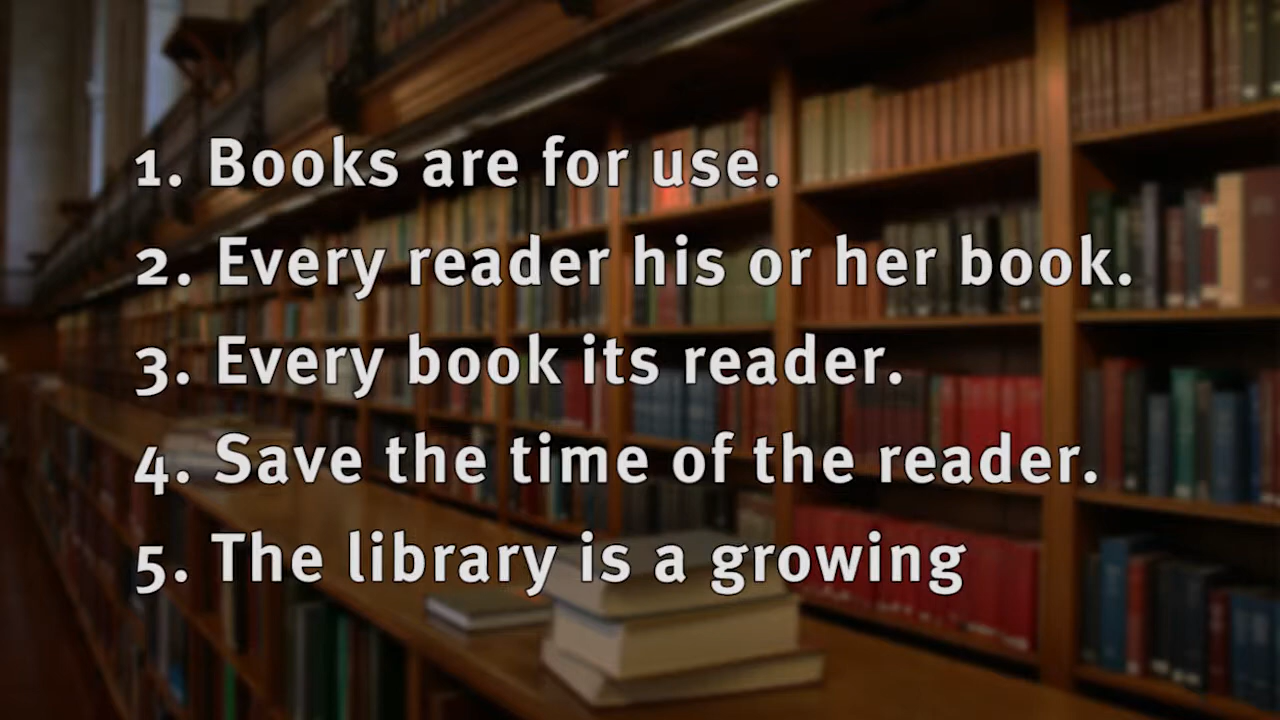 1. Books are for use.
2. Every reader his or her book.
3. Every book its reader.
4. Save the time of the reader.
5. The library is a growing